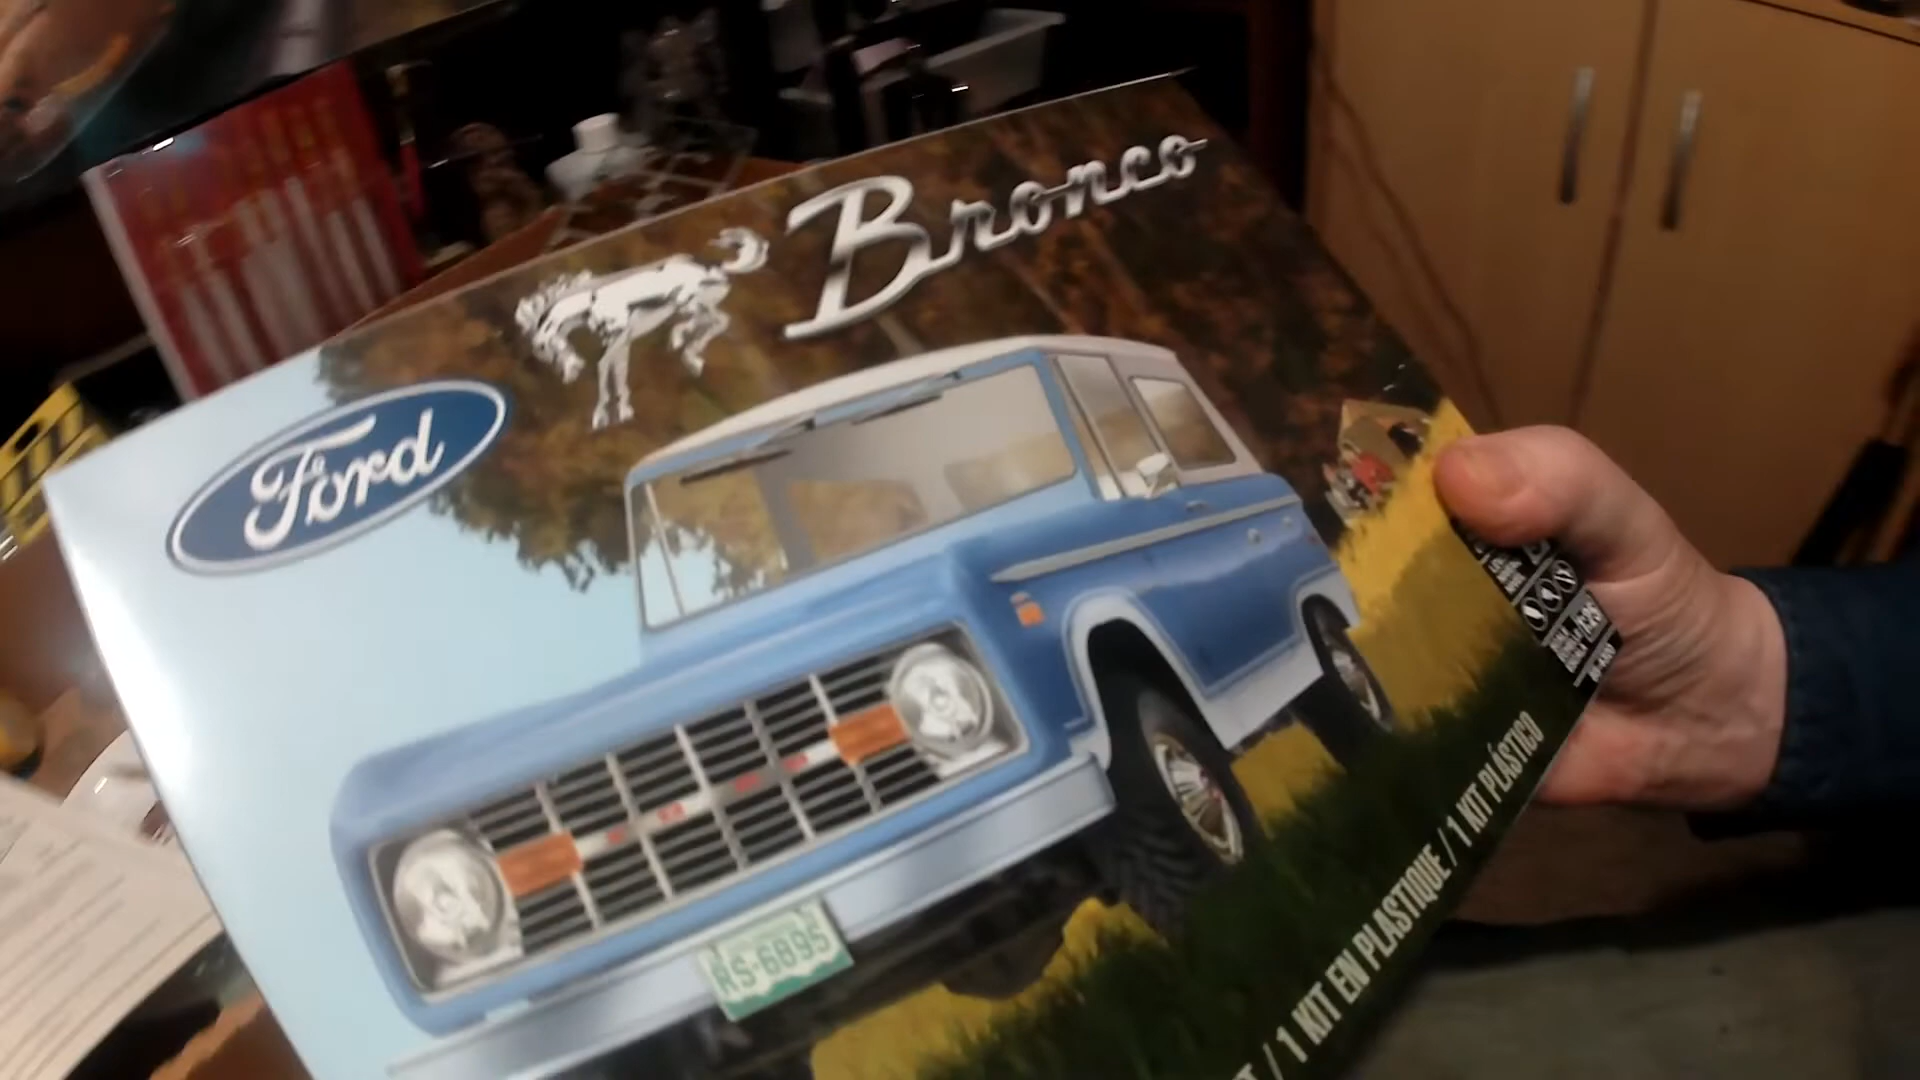 Bronco
Ford
RS-6895
/ 1 KIT EN PLASTIQUE / 1 KIT PLÁSTICO